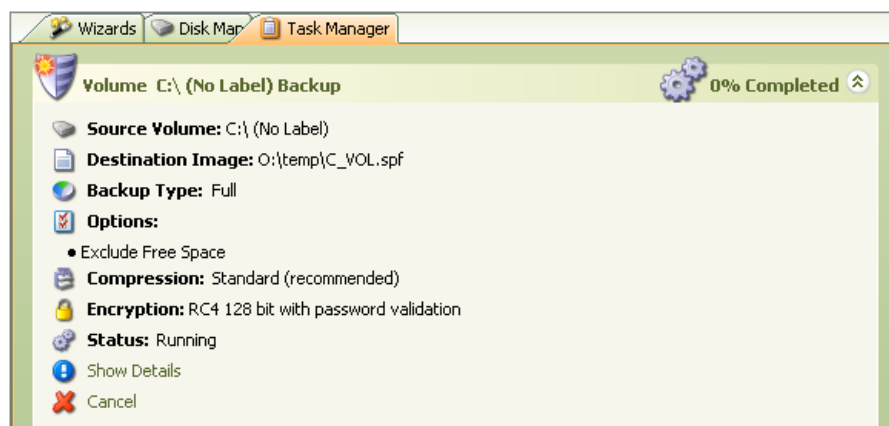 Wizards Disk Map Task Manager
Volume C:\ (No Label) Backup 0% Completed
Source Volume: C:\ (No Label)
Destination Image: O:\temp\C_VOL.spf
Backup Type: Full
Options:
• Exclude Free Space
Compression: Standard (recommended)
Encryption: RC4 128 bit with password validation
Status: Running
Show Details
Cancel